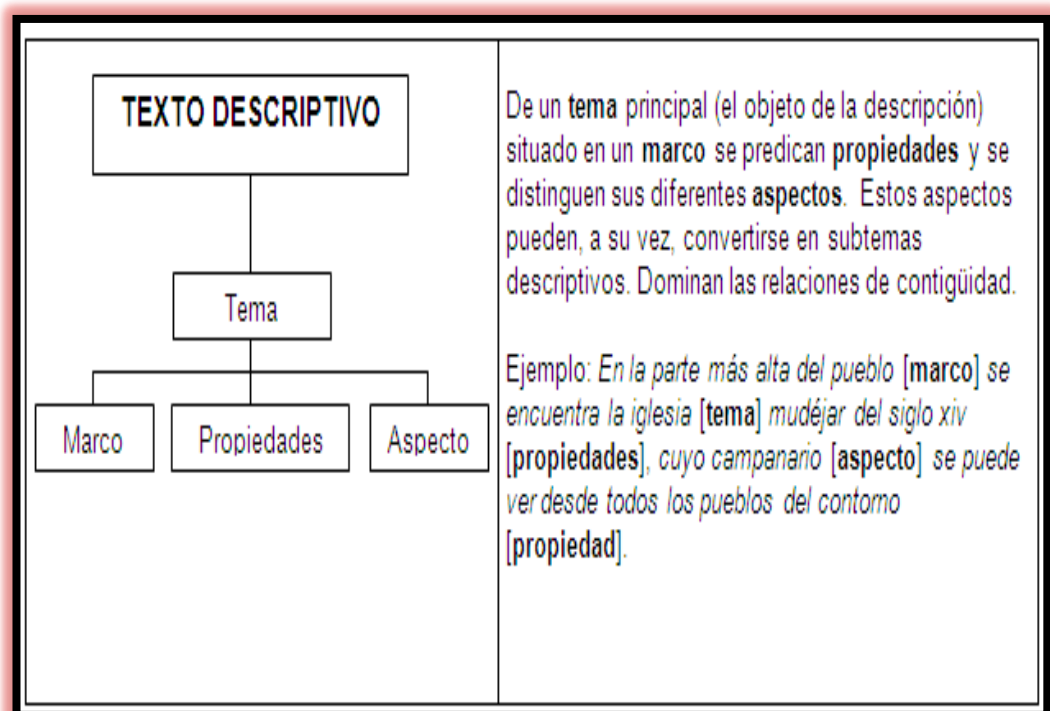 TEXTO DESCRIPTIVO
Tema
Marco
Propiedades
Aspecto
De un tema principal (el objeto de la descripción)
situado en un marco se predican propiedades y se
distinguen sus diferentes aspectos. Estos aspectos
pueden, a su vez, convertirse en subtemas
descriptivos. Dominan las relaciones de contigüidad.
Ejemplo: En la parte más alta del pueblo [marco] se
encuentra la iglesia [tema] mudéjar del siglo xiv
[propiedades], cuyo campanario [aspecto] se puede
ver desde todos los pueblos del contorno
[propiedad].